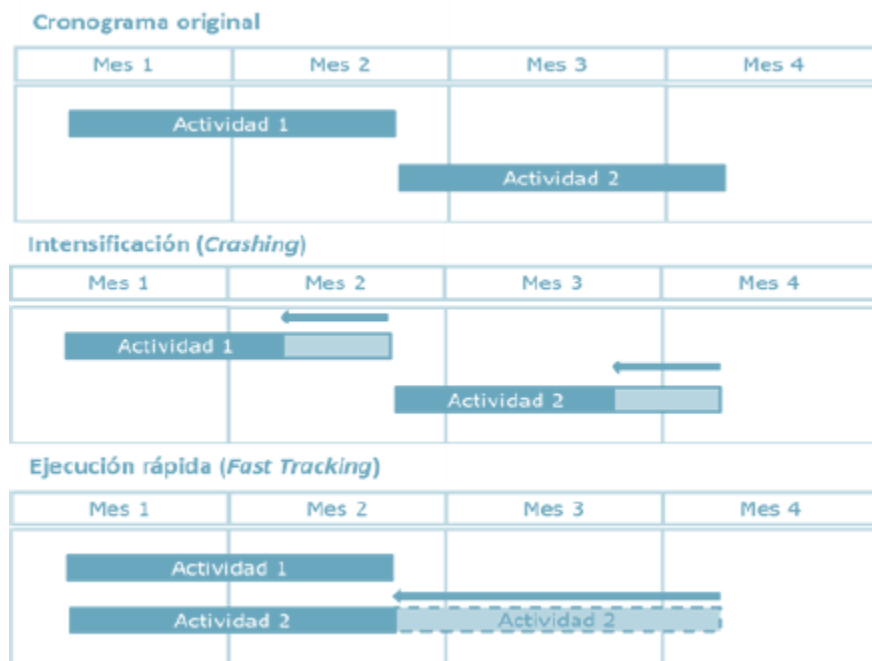 Cronograma original
Mes 1 Mes 2 Mes 3 Mes 4
Actividad 1
Actividad 2
Intensificación (Crashing)
Mes 1 Mes 2 Mes 3 Mes 4
Actividad 1
Actividad 2
Ejecución rápida (Fast Tracking)
Mes 1 Mes 2 Mes 3 Mes 4
Actividad 1
Actividad 2 Actividad 2